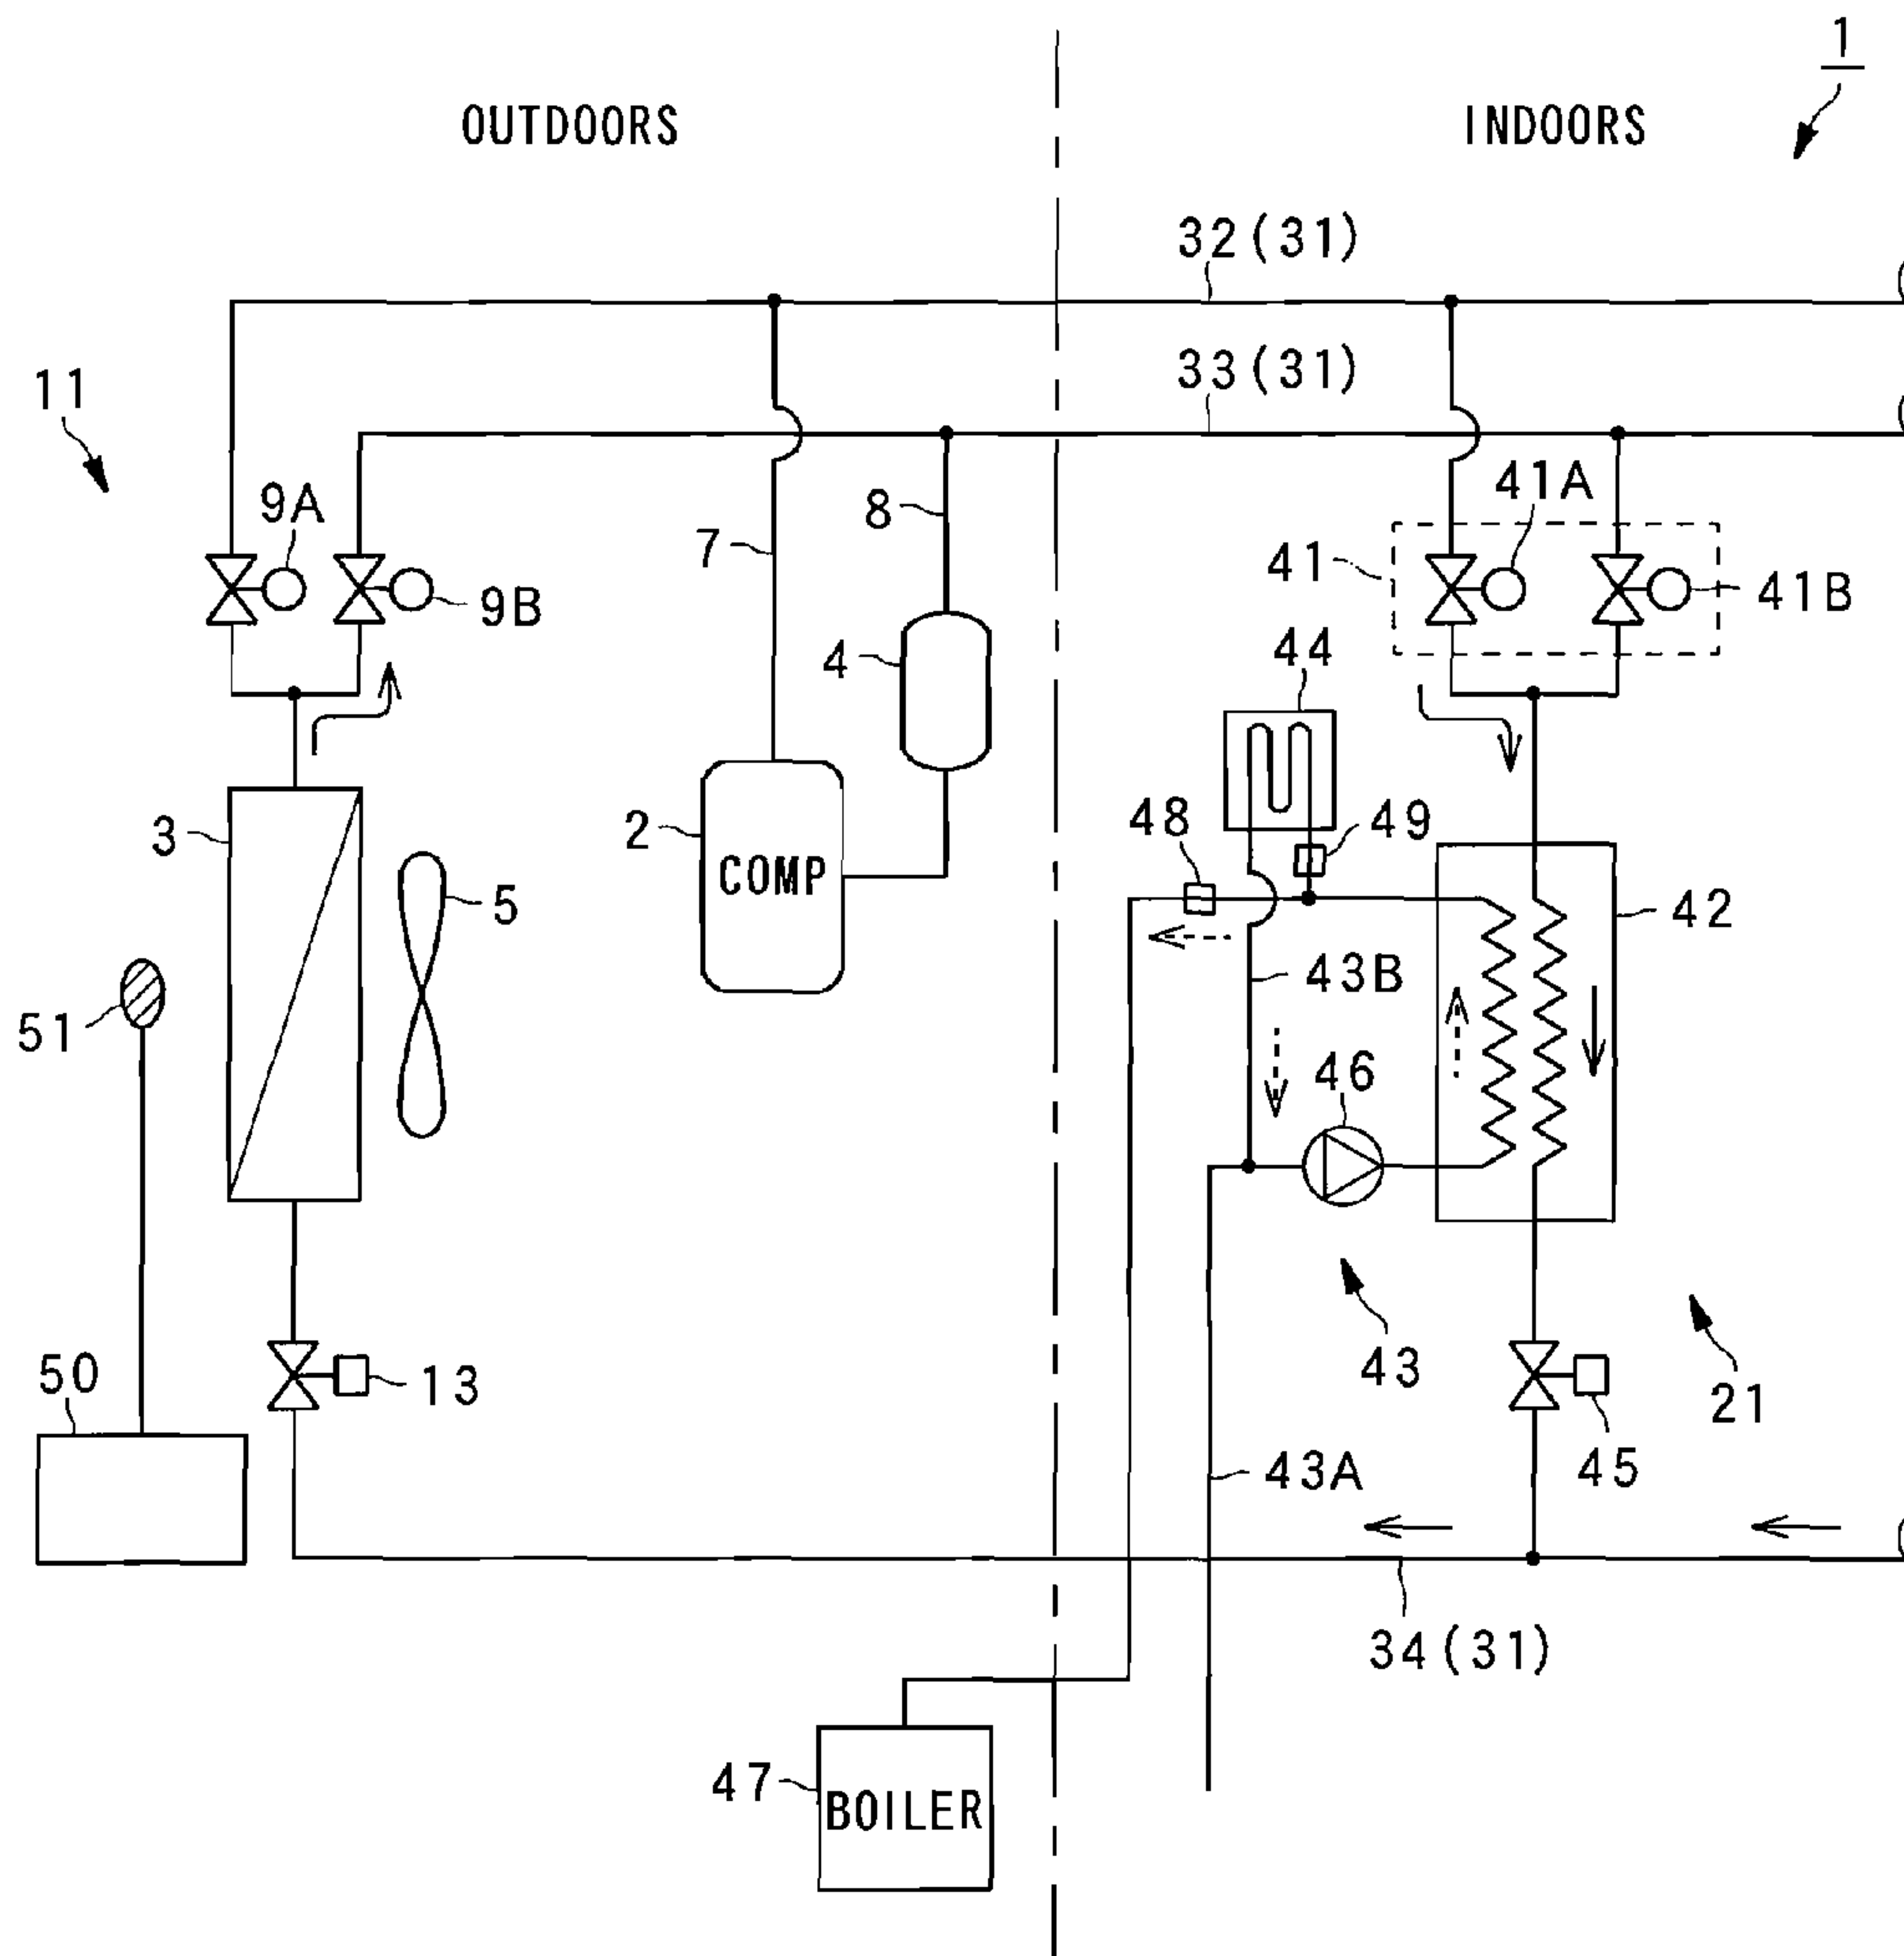 1
OUTDOORS INDOORS
32(31)
33(31)
11
9A 8 41A
7 41 41B
9B
4 44
3 2 48 49
COMP
5 42
43B
51 46
50 13 43 21
43A 45
34(31)
47 BOILER